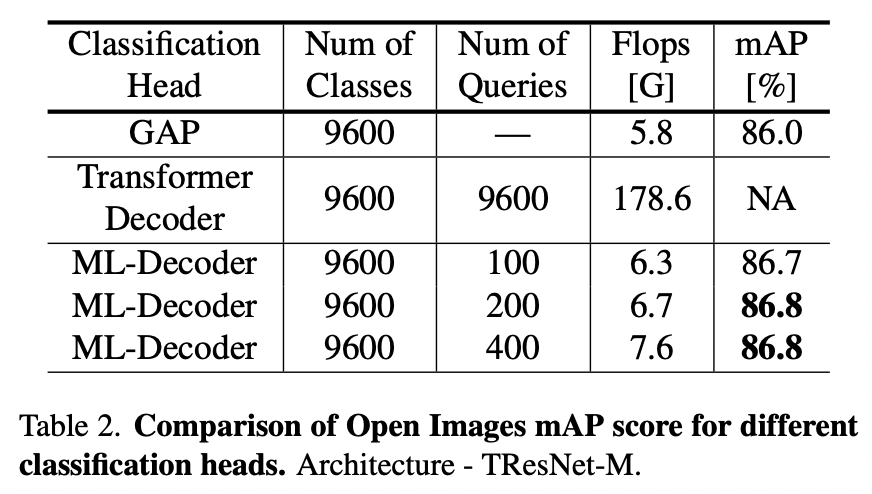 Classification Head | Num of Classes | Num of Queries | Flops [G] | mAP [%]
GAP | 9600 | — | 5.8 | 86.0
Transformer Decoder | 9600 | 9600 | 178.6 | NA
ML-Decoder | 9600 | 100 | 6.3 | 86.7
ML-Decoder | 9600 | 200 | 6.7 | 86.8
ML-Decoder | 9600 | 400 | 7.6 | 86.8
Table 2. Comparison of Open Images mAP score for different
classification heads. Architecture - TResNet-M.